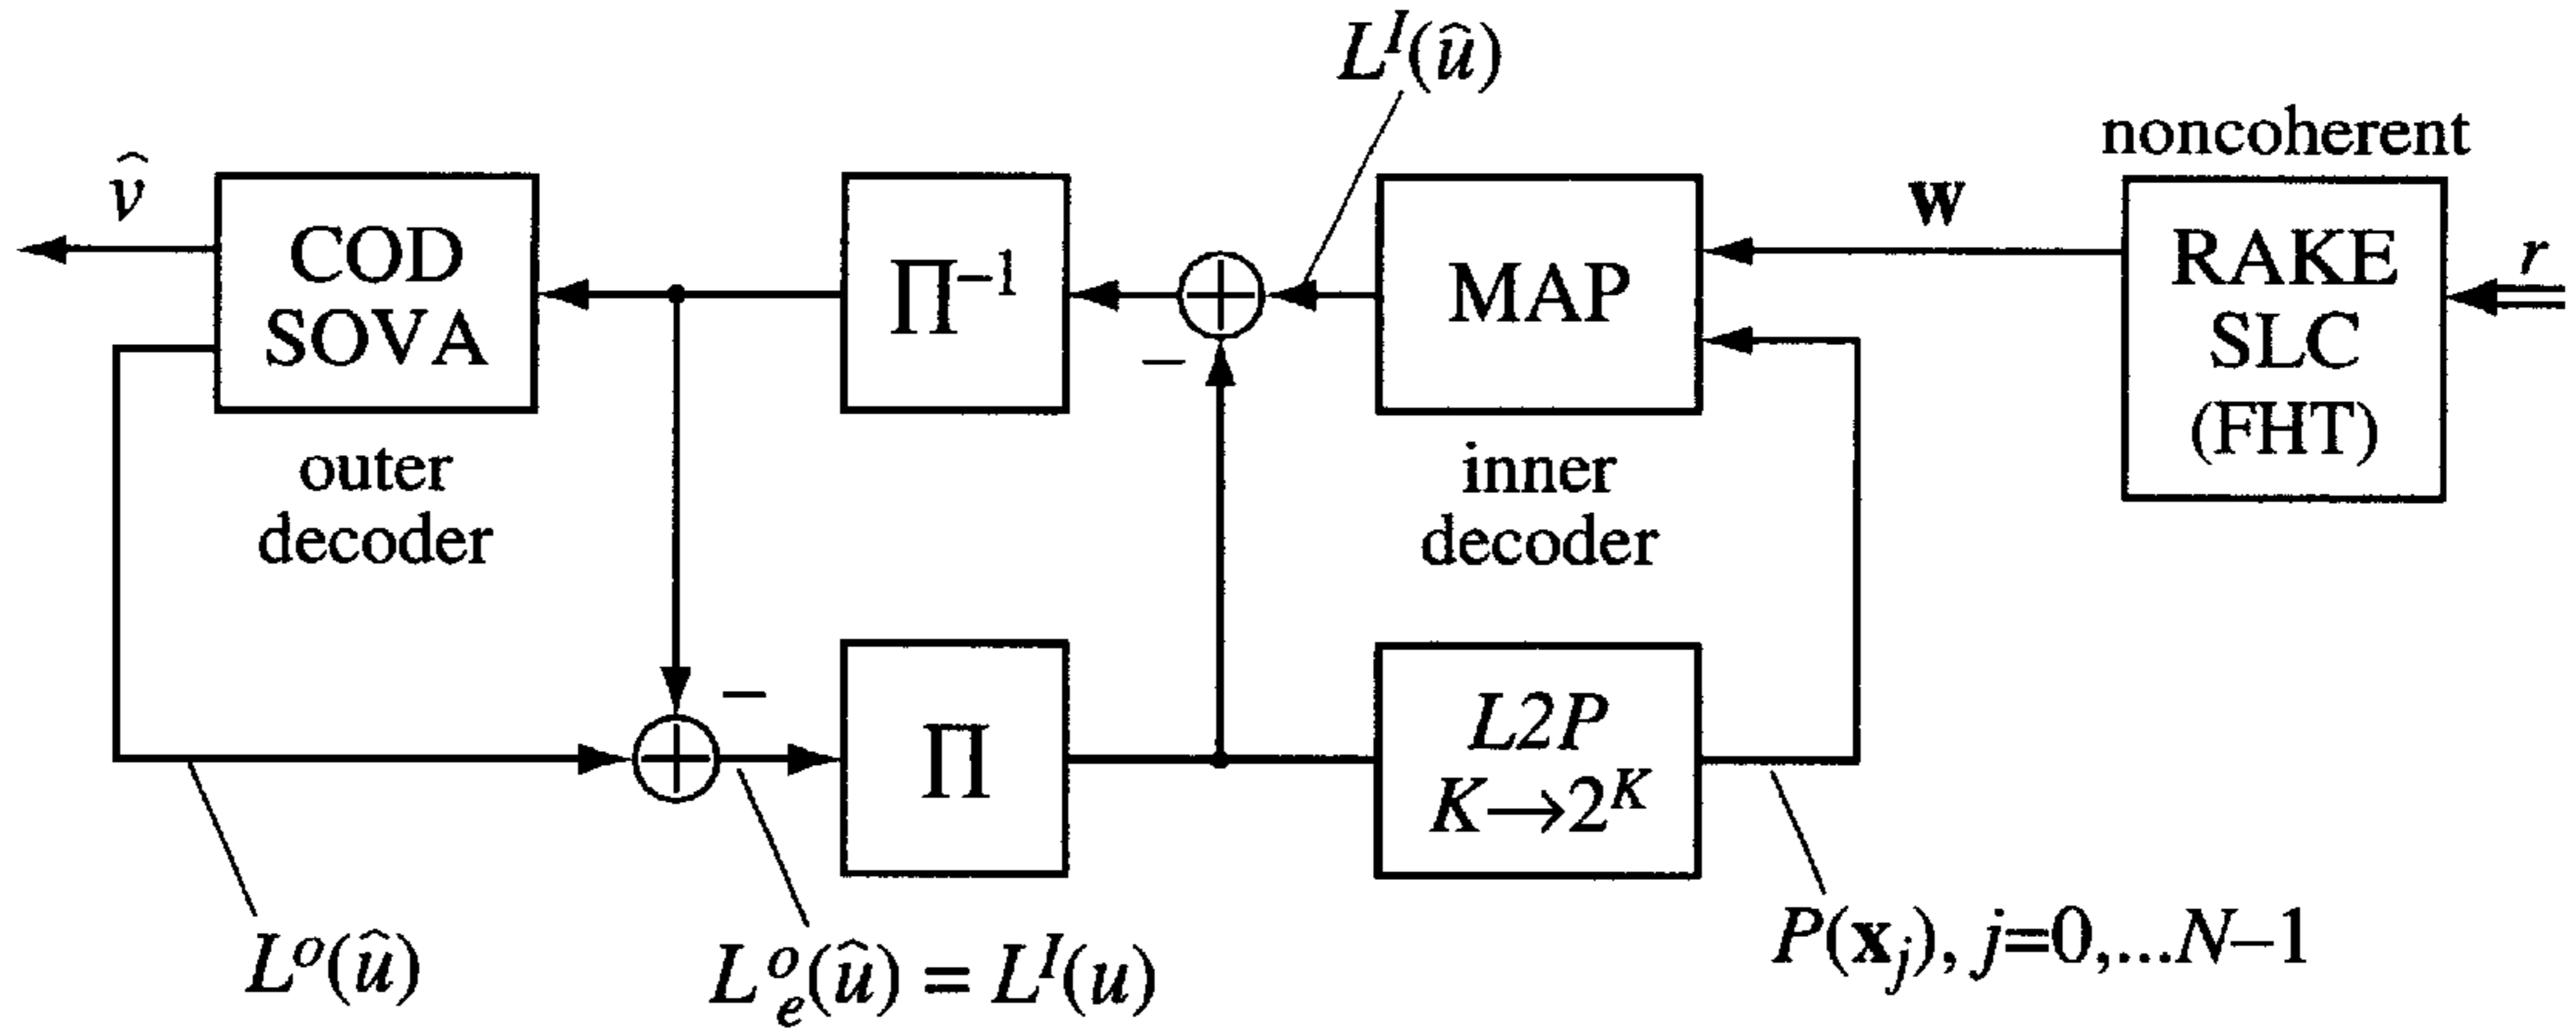 L^I(û)
noncoherent
v̂
COD
SOVA
Π⁻¹
MAP
w
RAKE
SLC
(FHT)
r
outer
decoder
inner
decoder
−
−
Π
L2P
K→2^K
L^o(û)
L^o_e(û) = L^I(u)
P(x_j), j=0,...N–1